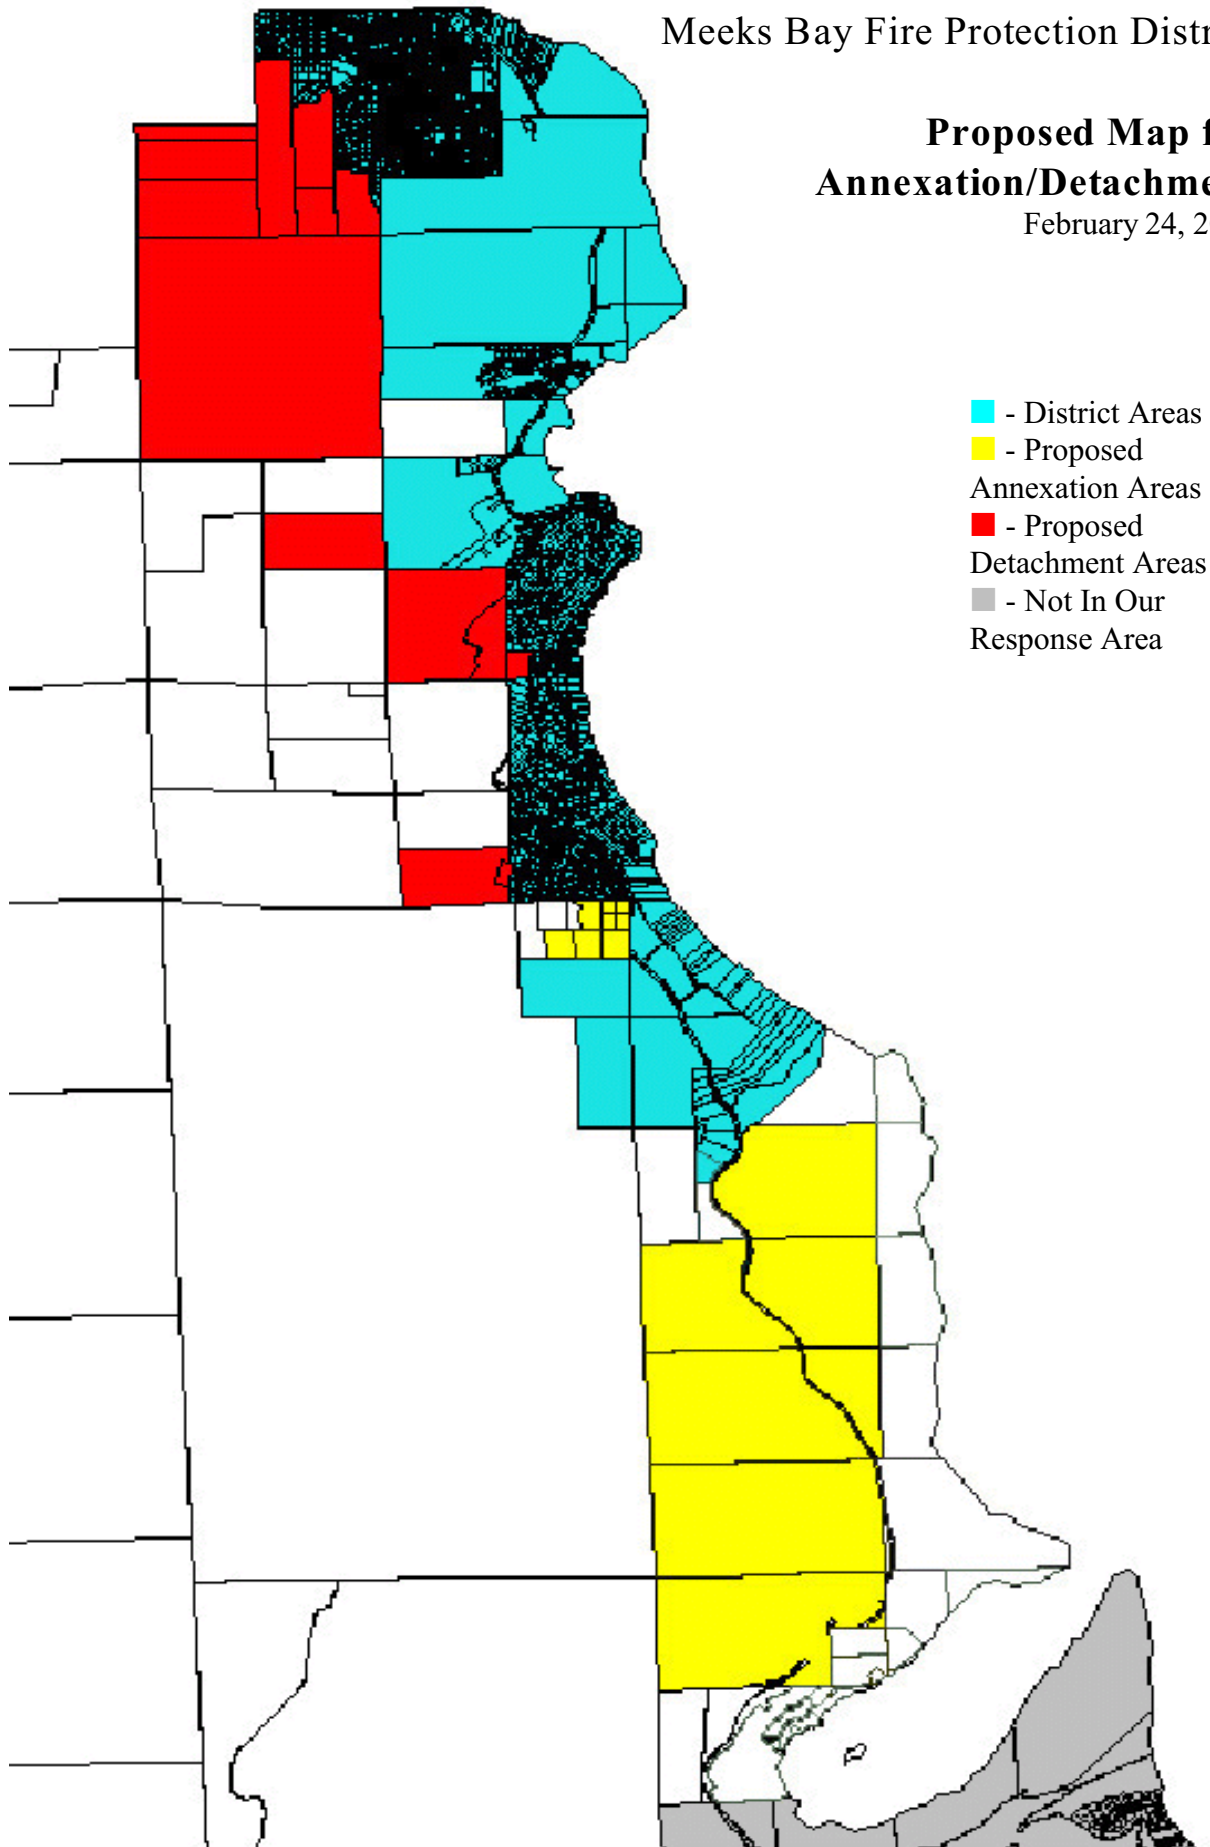 Meeks Bay Fire Protection Distr
Proposed Map f
Annexation/Detachme
February 24, 2
- District Areas
- Proposed
Annexation Areas
- Proposed
Detachment Areas
- Not In Our
Response Area